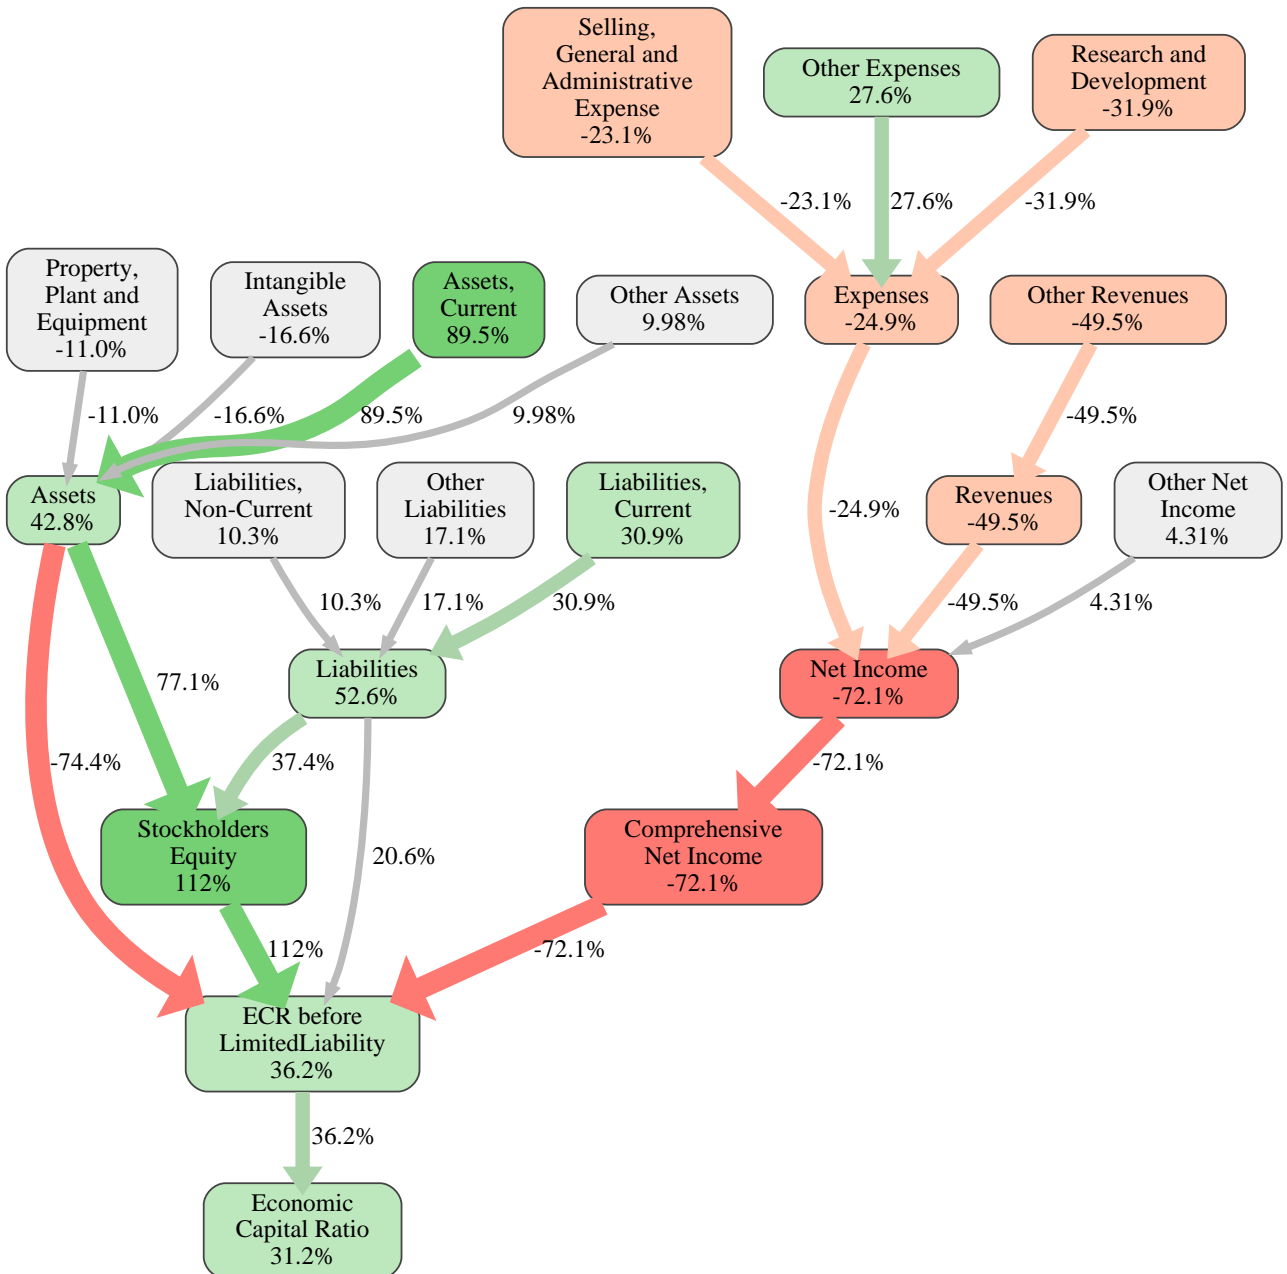 Selling,
General and
Administrative
Expense
-23.1%
Other Expenses
27.6%
Research and
Development
-31.9%
-23.1%
27.6%
-31.9%
Property,
Plant and
Equipment
-11.0%
Intangible
Assets
-16.6%
Assets,
Current
89.5%
Other Assets
9.98%
Expenses
-24.9%
Other Revenues
-49.5%
-11.0%
-16.6%
89.5%
9.98%
-49.5%
Assets
42.8%
Liabilities,
Non-Current
10.3%
Other
Liabilities
17.1%
Liabilities,
Current
30.9%
-24.9%
Revenues
-49.5%
Other Net
Income
4.31%
10.3%
17.1%
30.9%
-49.5%
4.31%
77.1%
Liabilities
52.6%
Net Income
-72.1%
-74.4%
37.4%
-72.1%
Stockholders
Equity
112%
20.6%
Comprehensive
Net Income
-72.1%
112%
-72.1%
ECR before
LimitedLiability
36.2%
36.2%
Economic
Capital Ratio
31.2%